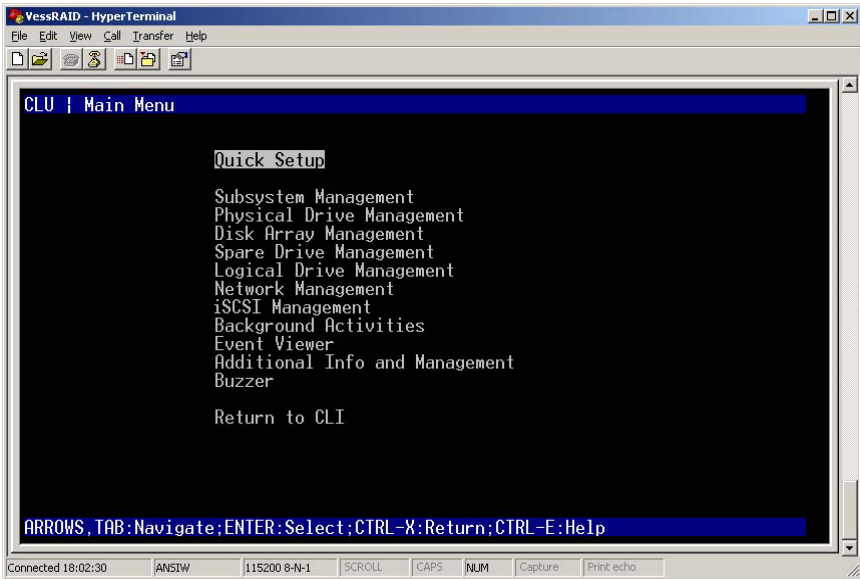 VessRAID - HyperTerminal
File Edit View Call Transfer Help
CLU | Main Menu
Quick Setup
Subsystem Management
Physical Drive Management
Disk Array Management
Spare Drive Management
Logical Drive Management
Network Management
iSCSI Management
Background Activities
Event Viewer
Additional Info and Management
Buzzer
Return to CLI
ARROWS,TAB:Navigate;ENTER:Select;CTRL-X:Return;CTRL-E:Help
Connected 18:02:30 ANSIW 115200 8-N-1 SCROLL CAPS NUM Capture Print echo